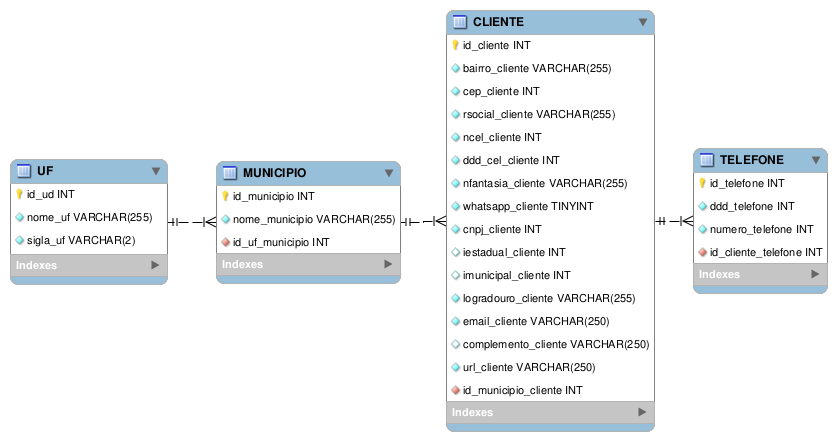 UF
id_ud INT
nome_uf VARCHAR(255)
sigla_uf VARCHAR(2)
Indexes
MUNICIPIO
id_municipio INT
nome_municipio VARCHAR(255)
id_uf_municipio INT
Indexes
CLIENTE
id_cliente INT
bairro_cliente VARCHAR(255)
cep_cliente INT
rsocial_cliente VARCHAR(255)
ncel_cliente INT
ddd_cel_cliente INT
nfantasia_cliente VARCHAR(255)
whatsapp_cliente TINYINT
cnpj_cliente INT
iestadual_cliente INT
imunicipal_cliente INT
logradouro_cliente VARCHAR(255)
email_cliente VARCHAR(250)
complemento_cliente VARCHAR(250)
url_cliente VARCHAR(250)
id_municipio_cliente INT
Indexes
TELEFONE
id_telefone INT
ddd_telefone INT
numero_telefone INT
id_cliente_telefone INT
Indexes